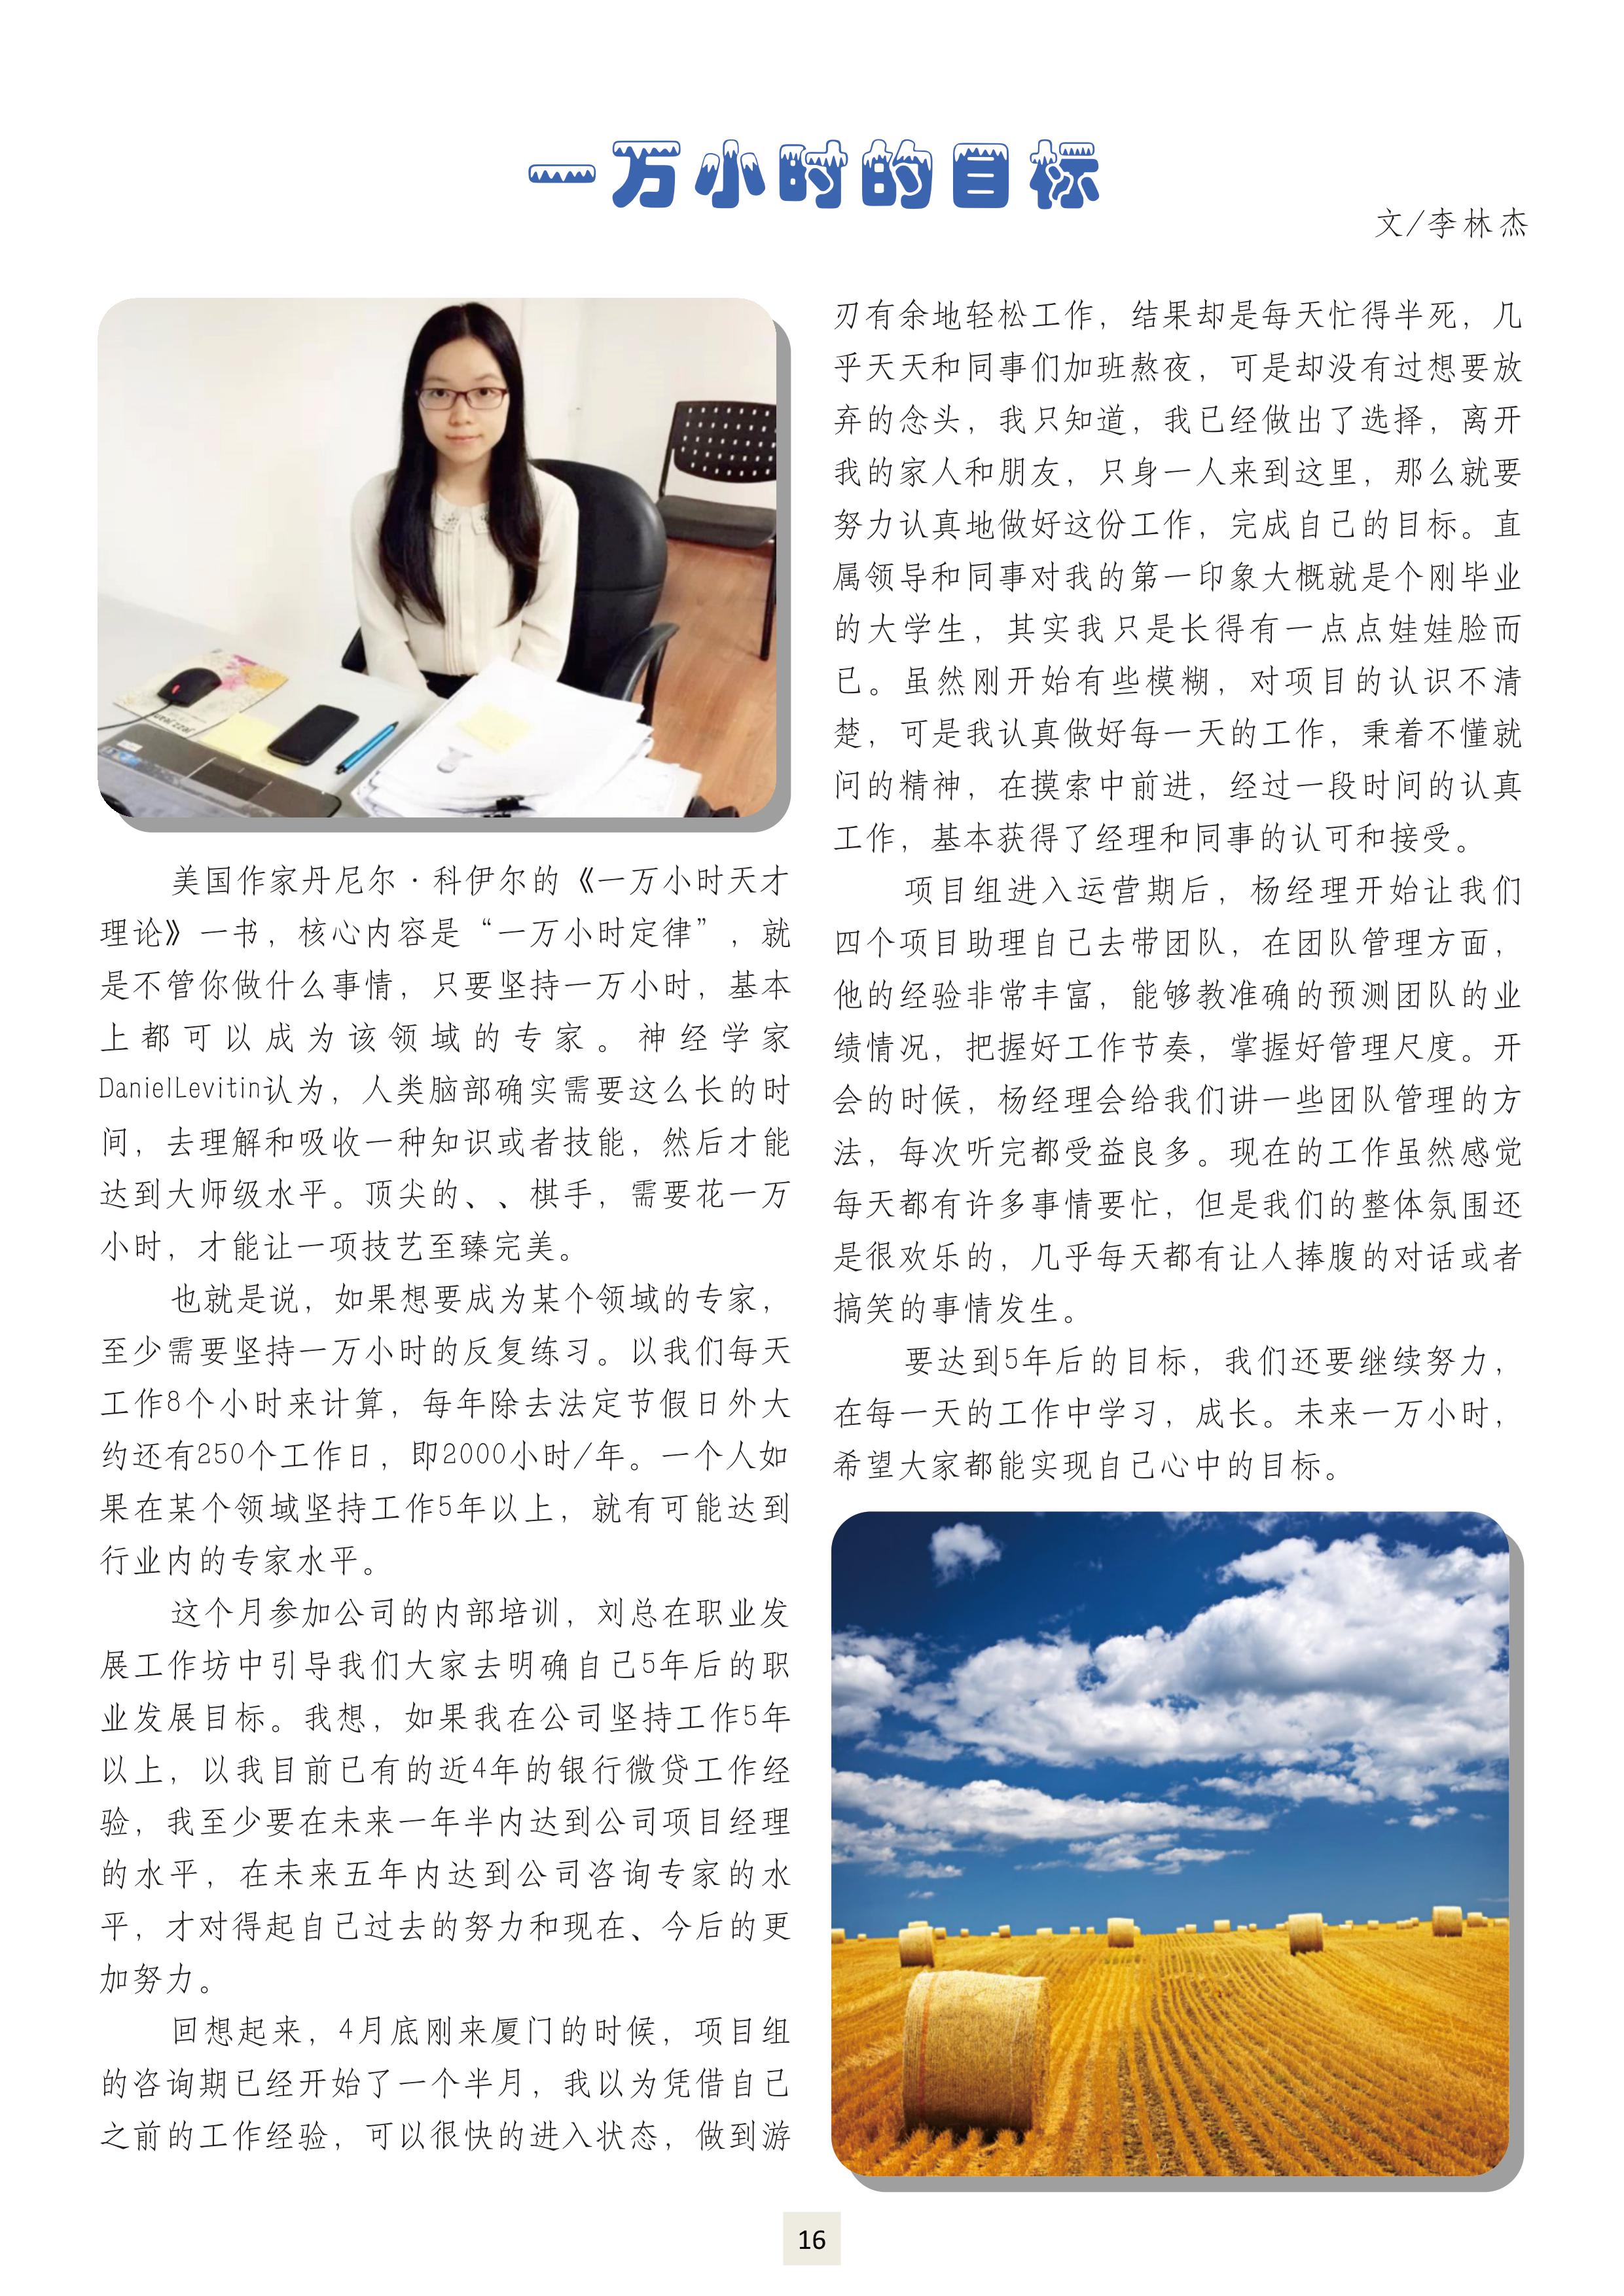 一万小时的目标
文/李林杰
美国作家丹尼尔·科伊尔的《一万小时天才
理论》一书，核心内容是“一万小时定律”，就
是不管你做什么事情，只要坚持一万小时，基本
上都可以成为该领域的专家。神经学家
DanielLevitin认为，人类脑部确实需要这么长的时
间，去理解和吸收一种知识或者技能，然后才能
达到大师级水平。顶尖的、、棋手，需要花一万
小时，才能让一项技艺至臻完美。
也就是说，如果想要成为某个领域的专家，
至少需要坚持一万小时的反复练习。以我们每天
工作8个小时来计算，每年除去法定节假日外大
约还有250个工作日，即2000小时/年。一个人如
果在某个领域坚持工作5年以上，就有可能达到
行业内的专家水平。
这个月参加公司的内部培训，刘总在职业发
展工作坊中引导我们大家去明确自己5年后的职
业发展目标。我想，如果我在公司坚持工作5年
以上，以我目前已有的近4年的银行微贷工作经
验，我至少要在未来一年半内达到公司项目经理
的水平，在未来五年内达到公司咨询专家的水
平，才对得起自己过去的努力和现在、今后的更
加努力。
回想起来，4月底刚来厦门的时候，项目组
的咨询期已经开始了一个半月，我以为凭借自己
之前的工作经验，可以很快的进入状态，做到游
刃有余地轻松工作，结果却是每天忙得半死，几
乎天天和同事们加班熬夜，可是却没有过想要放
弃的念头，我只知道，我已经做出了选择，离开
我的家人和朋友，只身一人来到这里，那么就要
努力认真地做好这份工作，完成自己的目标。直
属领导和同事对我的第一印象大概就是个刚毕业
的大学生，其实我只是长得有一点点娃娃脸而
已。虽然刚开始有些模糊，对项目的认识不清
楚，可是我认真做好每一天的工作，秉着不懂就
问的精神，在摸索中前进，经过一段时间的认真
工作，基本获得了经理和同事的认可和接受。
项目组进入运营期后，杨经理开始让我们
四个项目助理自己去带团队，在团队管理方面，
他的经验非常丰富，能够教准确的预测团队的业
绩情况，把握好工作节奏，掌握好管理尺度。开
会的时候，杨经理会给我们讲一些团队管理的方
法，每次听完都受益良多。现在的工作虽然感觉
每天都有许多事情要忙，但是我们的整体氛围还
是很欢乐的，几乎每天都有让人捧腹的对话或者
搞笑的事情发生。
要达到5年后的目标，我们还要继续努力，
在每一天的工作中学习，成长。未来一万小时，
希望大家都能实现自己心中的目标。
16